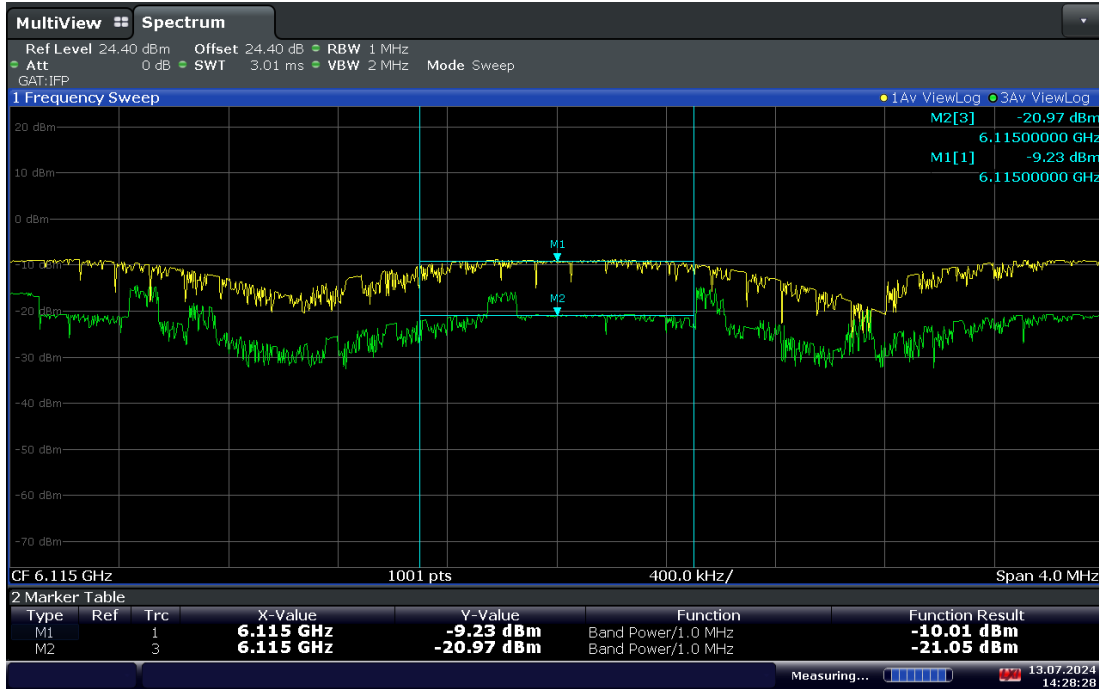 MultiView Spectrum
Ref Level 24.40 dBm Offset 24.40 dB RBW 1 MHz
Att 0 dB SWT 3.01 ms VBW 2 MHz Mode Sweep
GAT:IFP
1 Frequency Sweep 1Av ViewLog 3Av ViewLog
M2[3] -20.97 dBm
6.11500000 GHz
M1[1] -9.23 dBm
6.11500000 GHz
20 dBm
10 dBm
0 dBm
M1
-10 dBm
M2
-20 dBm
-30 dBm
-40 dBm
-50 dBm
-60 dBm
-70 dBm
CF 6.115 GHz 1001 pts 400.0 kHz/ Span 4.0 MHz
2 Marker Table
Type Ref Trc X-Value Y-Value Function Function Result
M1 1 6.115 GHz -9.23 dBm Band Power/1.0 MHz -10.01 dBm
M2 3 6.115 GHz -20.97 dBm Band Power/1.0 MHz -21.05 dBm
Measuring... 13.07.2024
14:28:28